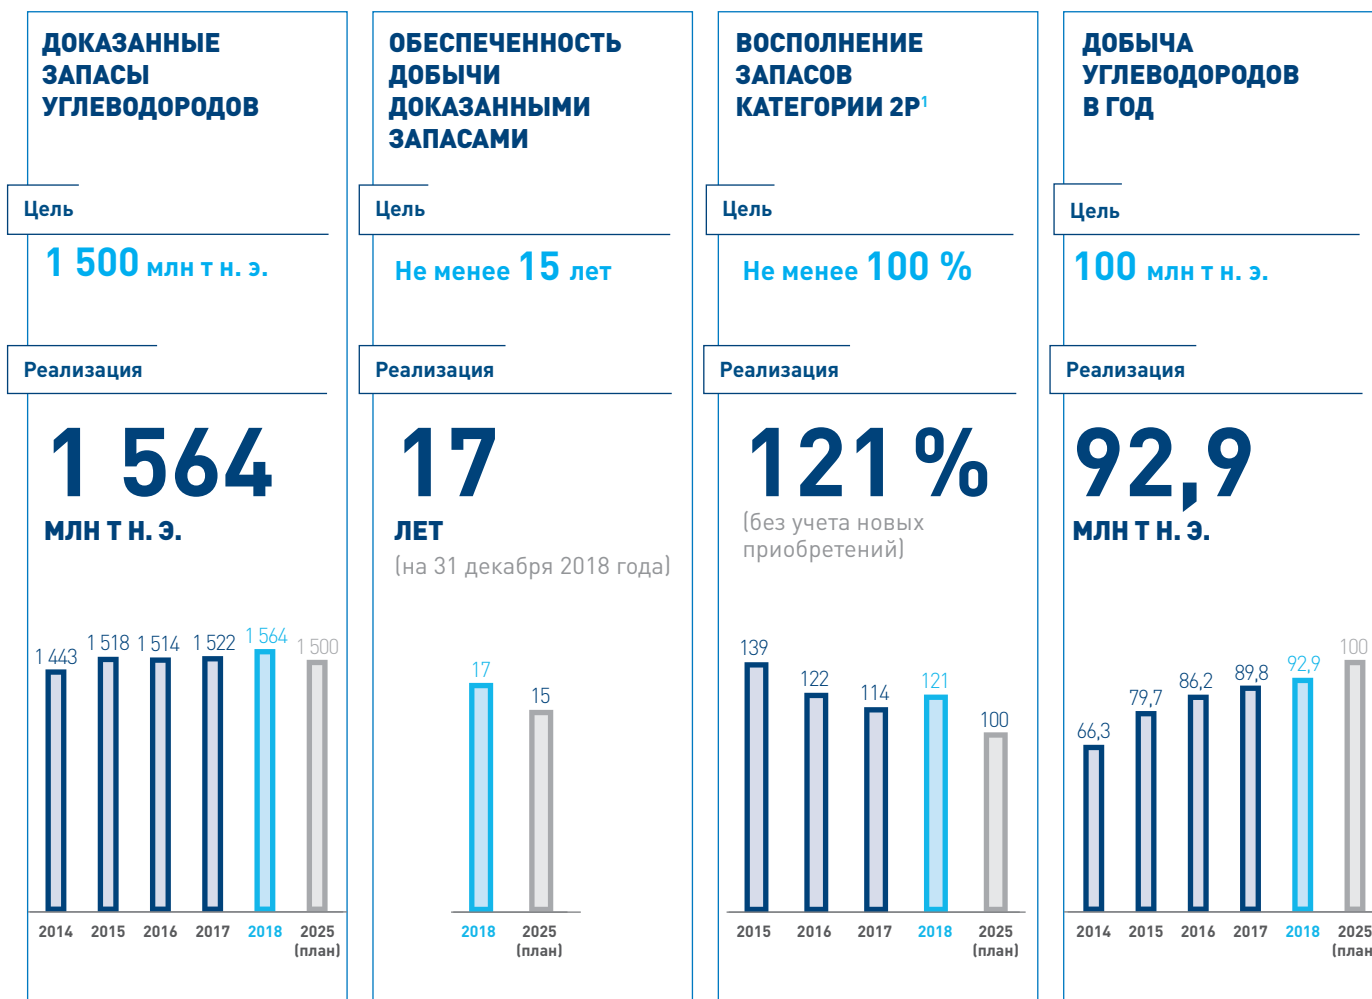 ДОКАЗАННЫЕ
ЗАПАСЫ
УГЛЕВОДОРОДОВ
Цель
1 500 млн т н. э.
Реализация
1 564
МЛН Т Н. Э.
1 443
1 518
1 514
1 522
1 564
1 500
2014
2015
2016
2017
2018
2025
(план)
ОБЕСПЕЧЕННОСТЬ
ДОБЫЧИ
ДОКАЗАННЫМИ
ЗАПАСАМИ
Цель
Не менее 15 лет
Реализация
17
ЛЕТ
(на 31 декабря 2018 года)
17
15
2018
2025
(план)
ВОСПОЛНЕНИЕ
ЗАПАСОВ
КАТЕГОРИИ 2Р¹
Цель
Не менее 100 %
Реализация
121 %
(без учета новых
приобретений)
139
122
114
121
100
2015
2016
2017
2018
2025
(план)
ДОБЫЧА
УГЛЕВОДОРОДОВ
В ГОД
Цель
100 млн т н. э.
Реализация
92,9
МЛН Т Н. Э.
66,3
79,7
86,2
89,8
92,9
100
2014
2015
2016
2017
2018
2025
(план